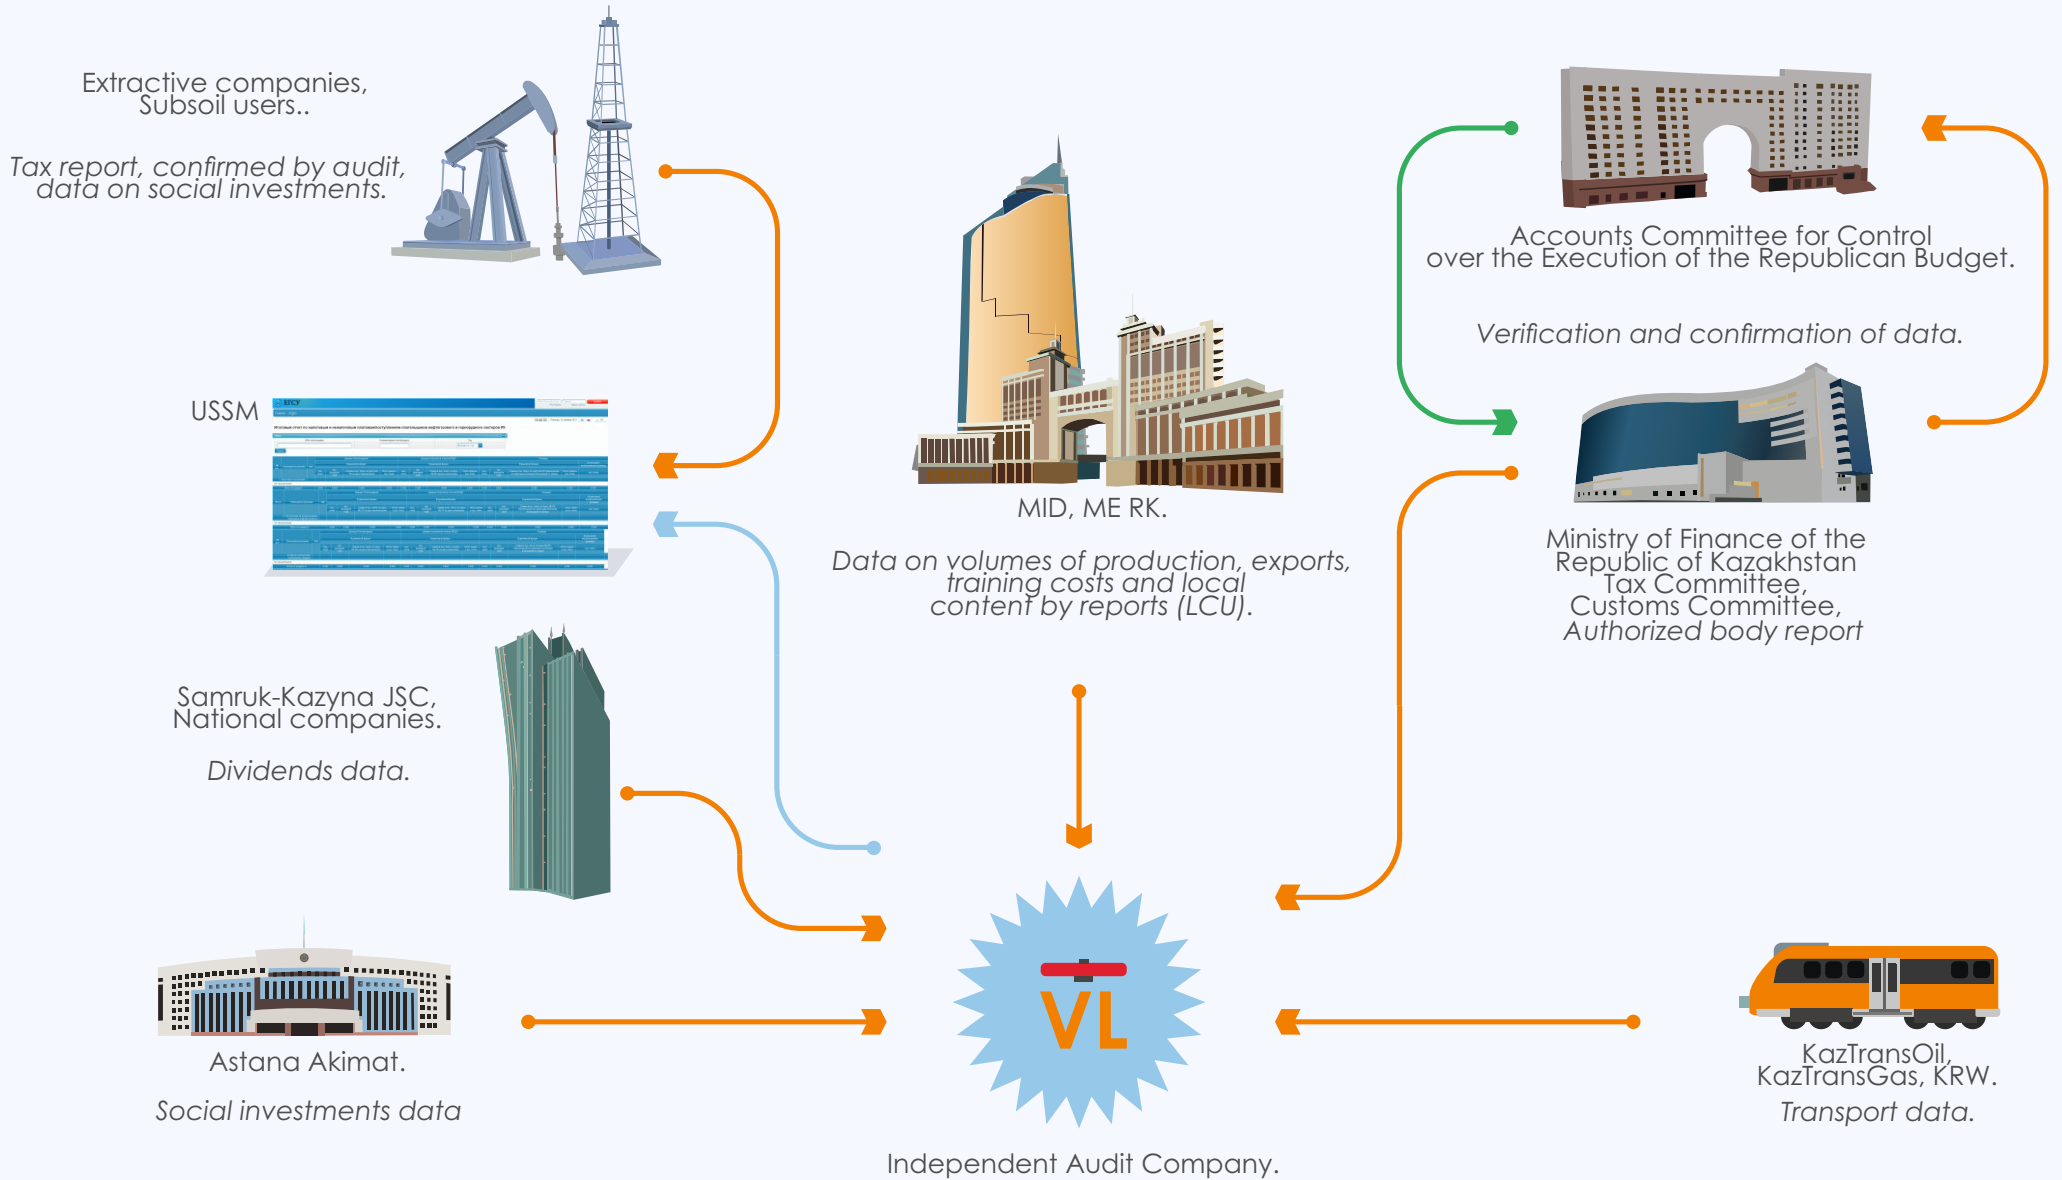 Extractive companies,
Subsoil users..
Tax report, confirmed by audit,
data on social investments.
USSM
ЕГСУ
Samruk-Kazyna JSC,
National companies.
Dividends data.
Astana Akimat.
Social investments data
MID, ME RK.
Data on volumes of production, exports,
training costs and local
content by reports (LCU).
VL
Independent Audit Company.
Accounts Committee for Control
over the Execution of the Republican Budget.
Verification and confirmation of data.
Ministry of Finance of the
Republic of Kazakhstan
Tax Committee,
Customs Committee,
Authorized body report
KazTransOil,
KazTransGas, KRW.
Transport data.